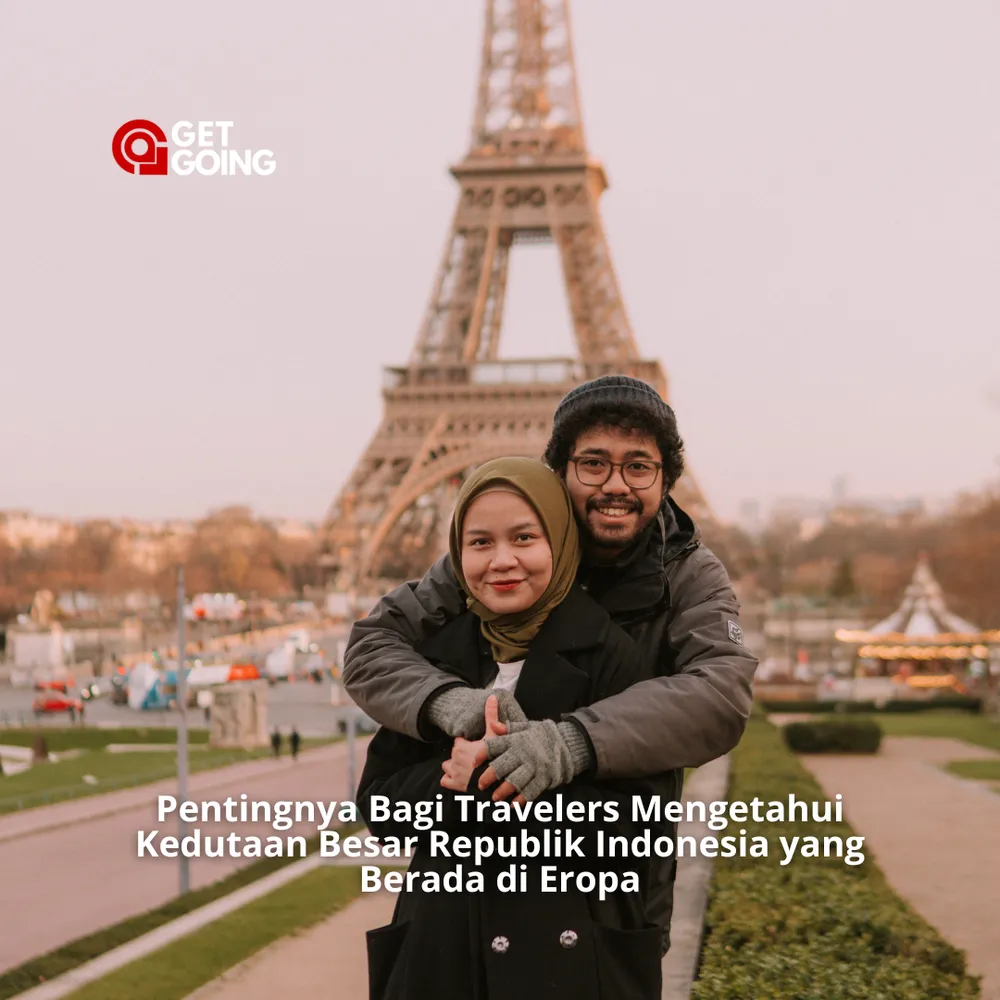 GET
GOING
Pentingnya Bagi Travelers Mengetahui
Kedutaan Besar Republik Indonesia yang
Berada di Eropa